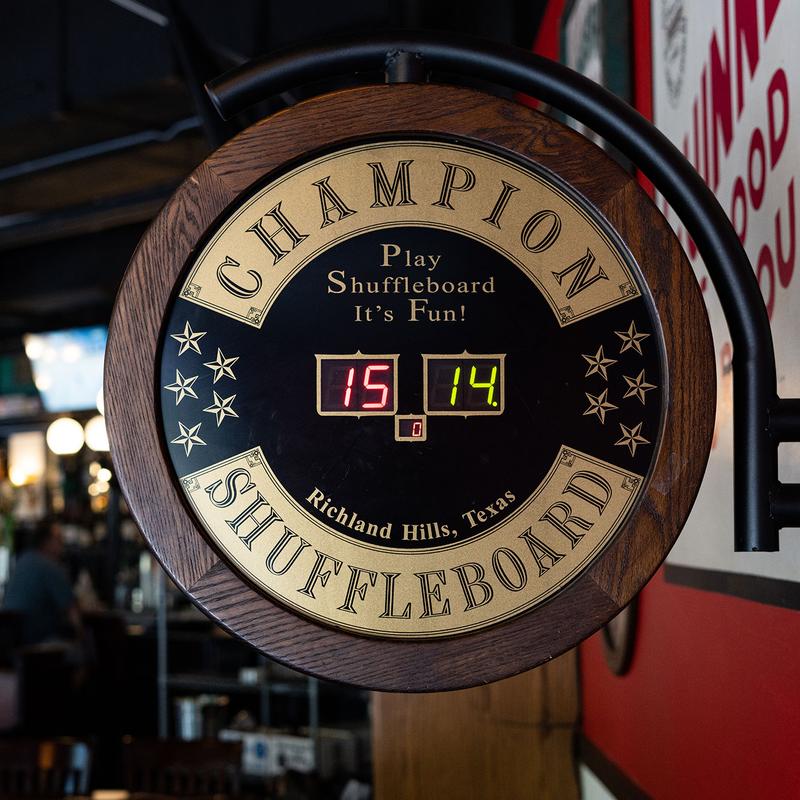 CHAMPION
Play
Shuffleboard
It's Fun!
15 14.
0
Richland Hills, Texas
SHUFFLEBOARD